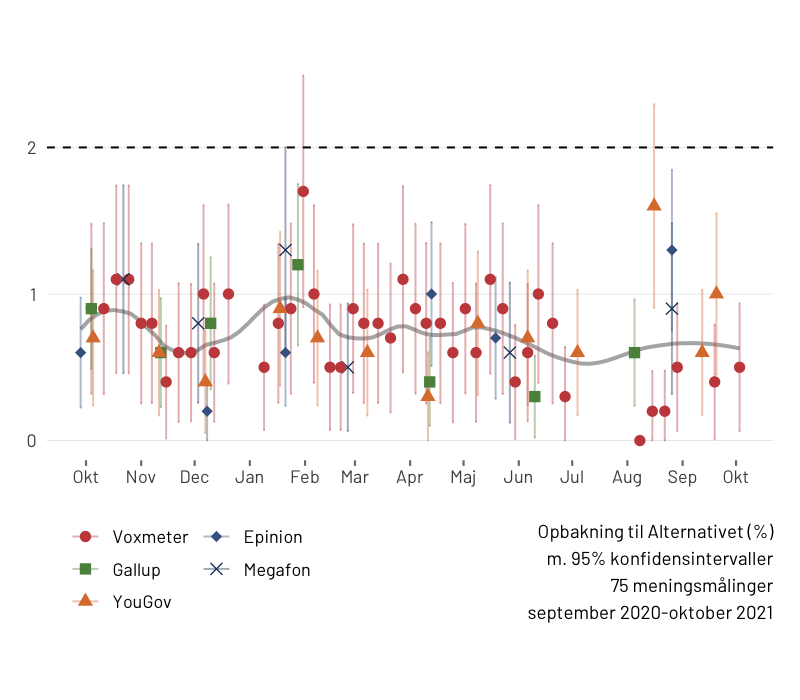 2
1
0
Okt Nov Dec Jan Feb Mar Apr Maj Jun Jul Aug Sep Okt
Voxmeter Epinion
Gallup Megafon
YouGov
Opbakning til Alternativet (%)
m. 95% konfidensintervaller
75 meningsmålinger
september 2020-oktober 2021